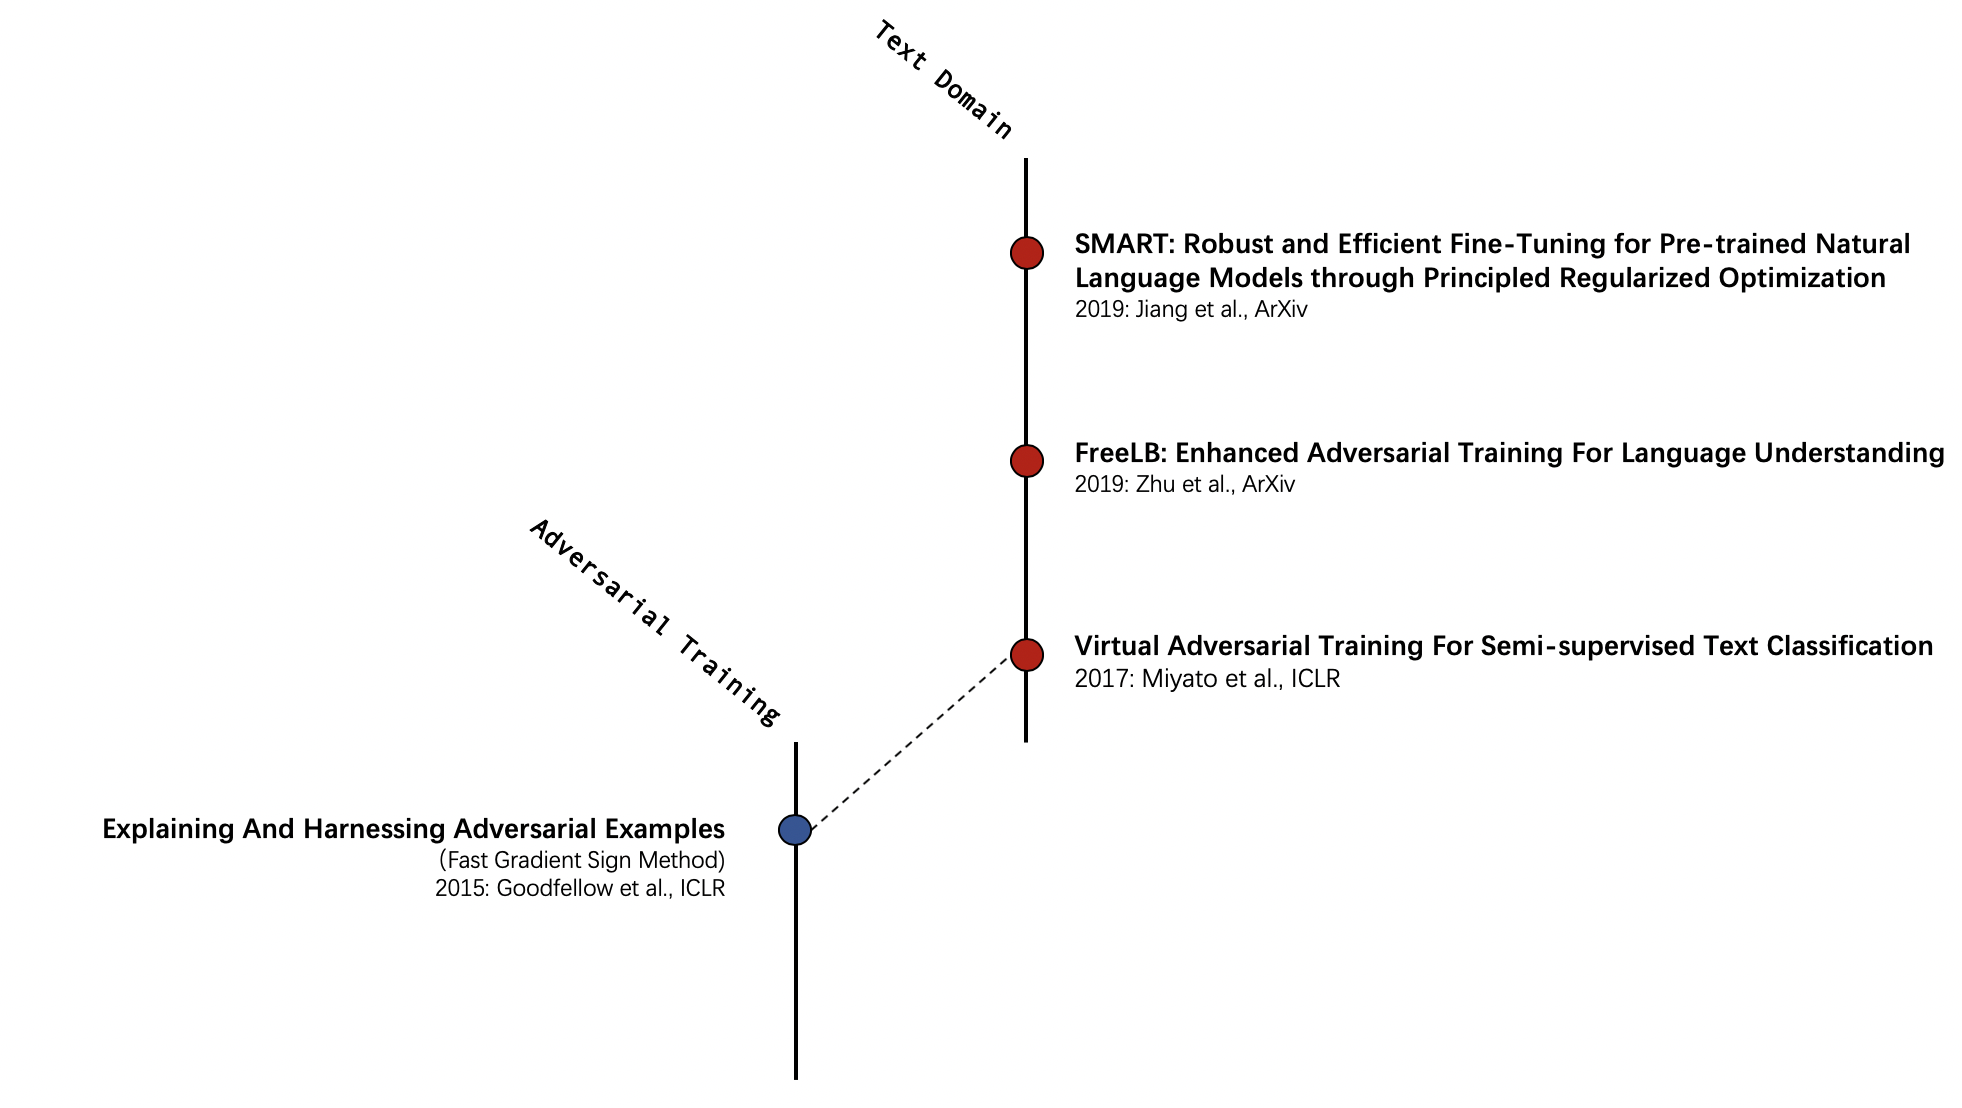 Text Domain
SMART: Robust and Efficient Fine-Tuning for Pre-trained Natural
Language Models through Principled Regularized Optimization
2019: Jiang et al., ArXiv
FreeLB: Enhanced Adversarial Training For Language Understanding
2019: Zhu et al., ArXiv
Adversarial Training
Virtual Adversarial Training For Semi-supervised Text Classification
2017: Miyato et al., ICLR
Explaining And Harnessing Adversarial Examples
（Fast Gradient Sign Method)
2015: Goodfellow et al., ICLR